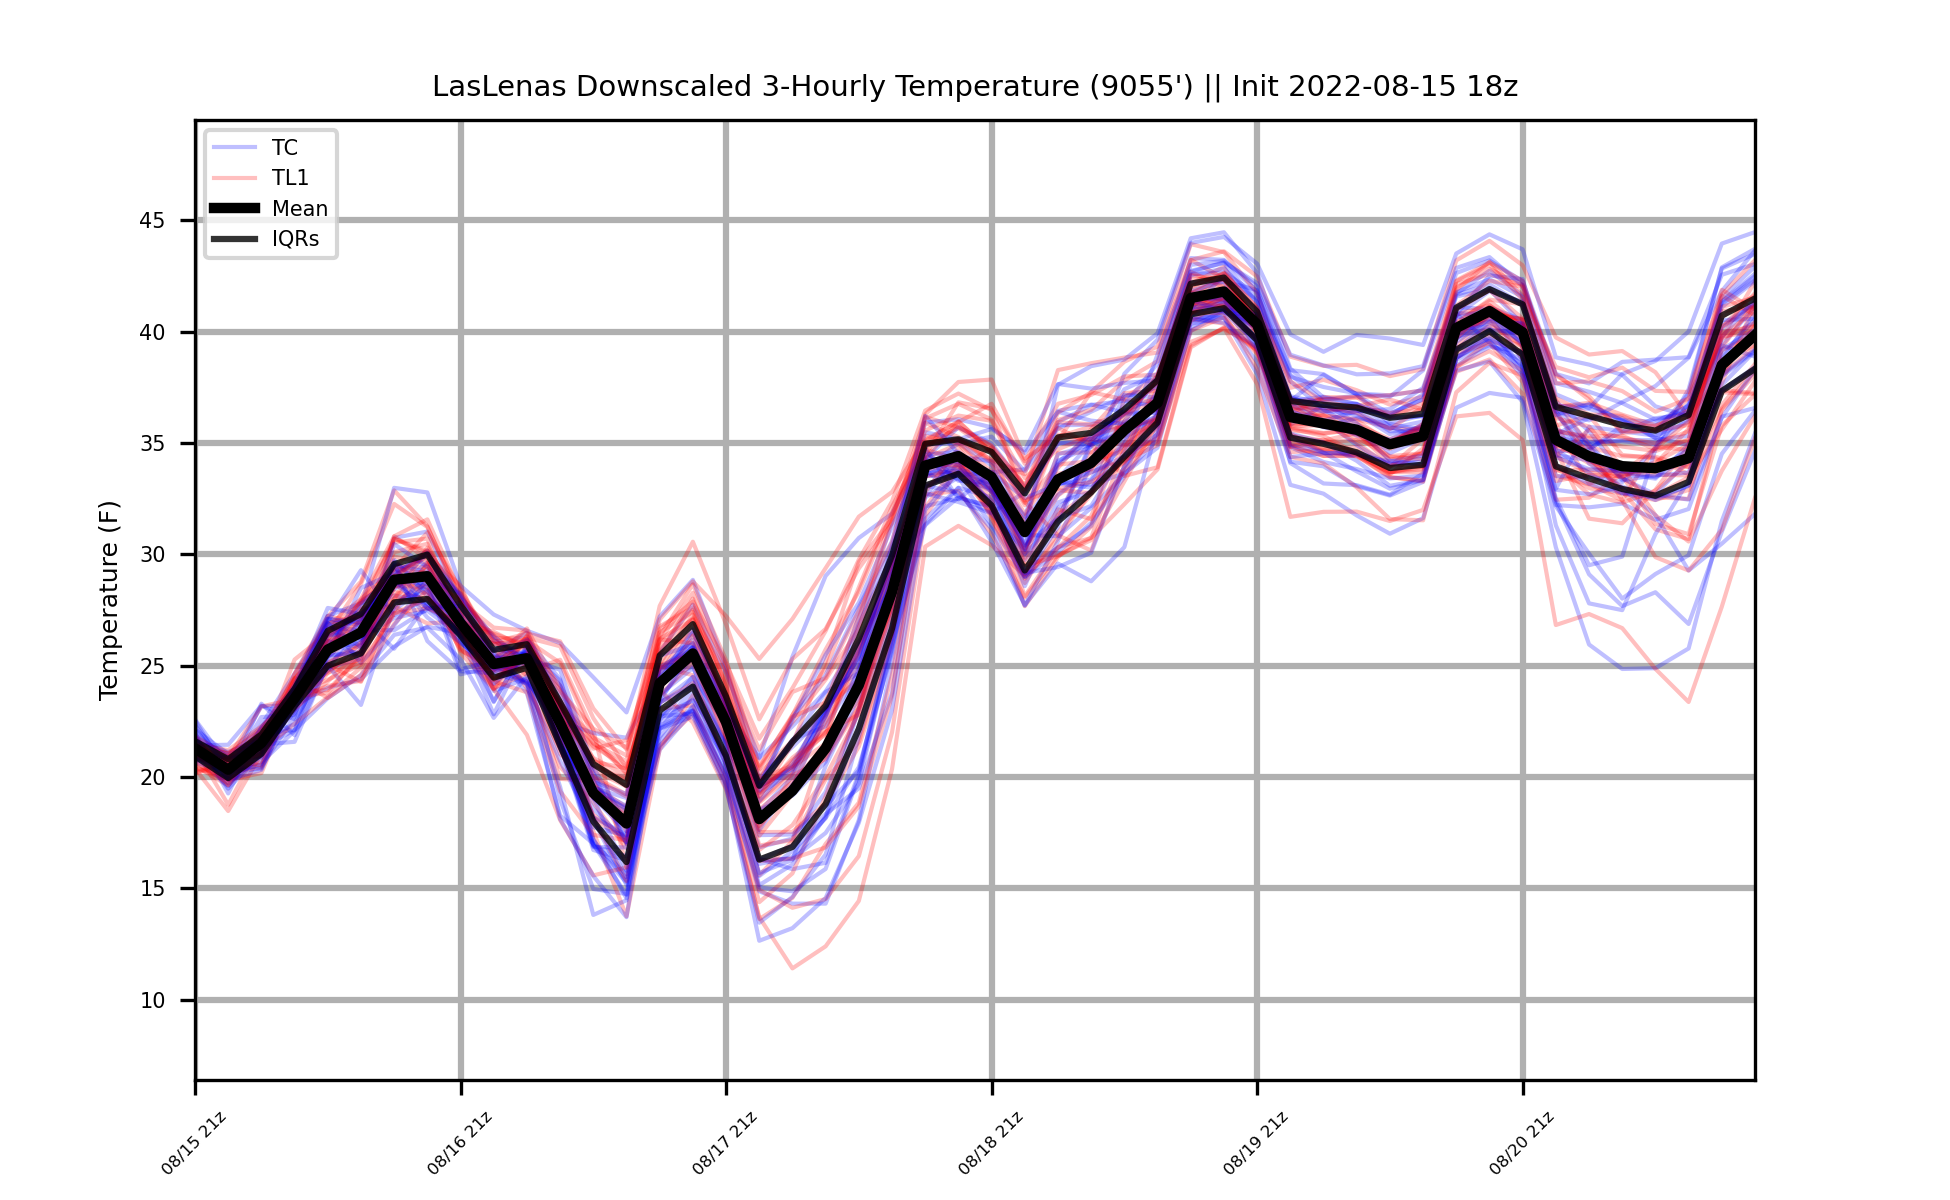 LasLenas Downscaled 3-Hourly Temperature (9055') || Init 2022-08-15 18z
TC
TL1
Mean
IQRs
Temperature (F)
45
40
35
30
25
20
15
10
08/15 21z
08/16 21z
08/17 21z
08/18 21z
08/19 21z
08/20 21z